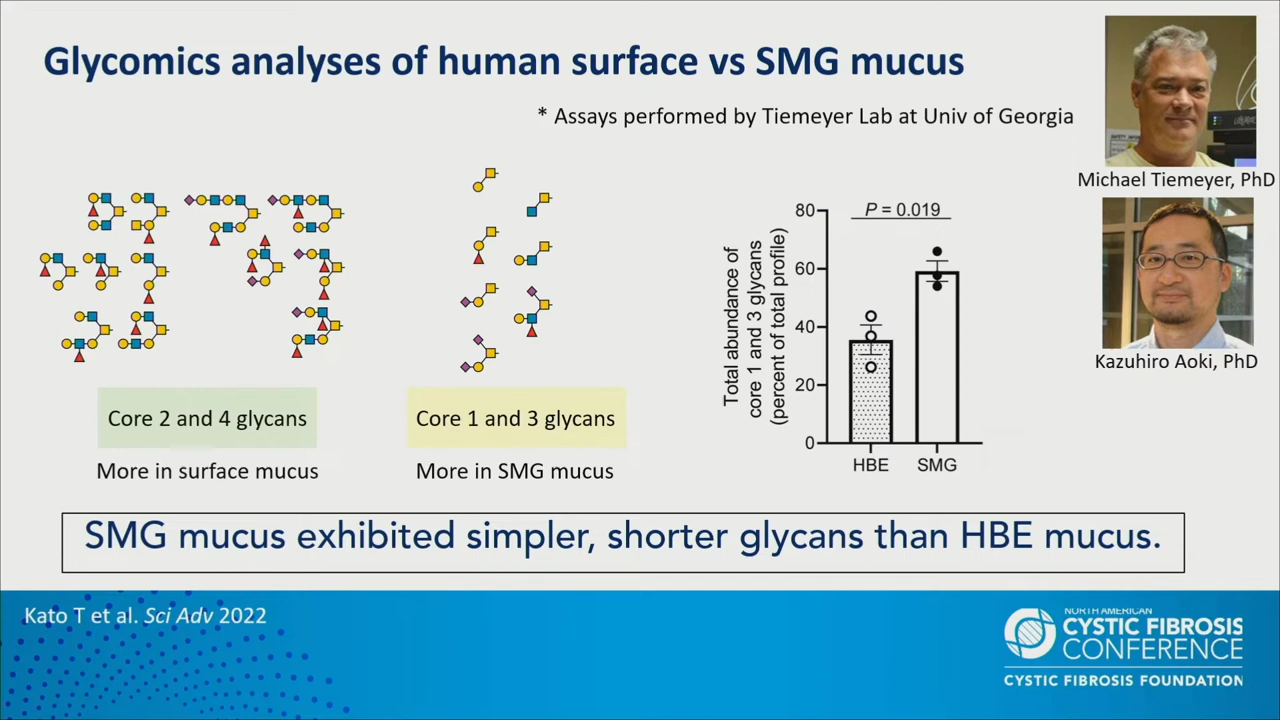 Glycomics analyses of human surface vs SMG mucus
* Assays performed by Tiemeyer Lab at Univ of Georgia
Michael Tiemeyer, PhD
Kazuhiro Aoki, PhD
Core 2 and 4 glycans
More in surface mucus
Core 1 and 3 glycans
More in SMG mucus
Total abundance of
core 1 and 3 glycans
(percent of total profile)
80
60
40
20
0
P = 0.019
HBE
SMG
SMG mucus exhibited simpler, shorter glycans than HBE mucus.
Kato T et al. Sci Adv 2022
NORTH AMERICAN
CYSTIC FIBROSIS
CONFERENCE
CYSTIC FIBROSIS FOUNDATION